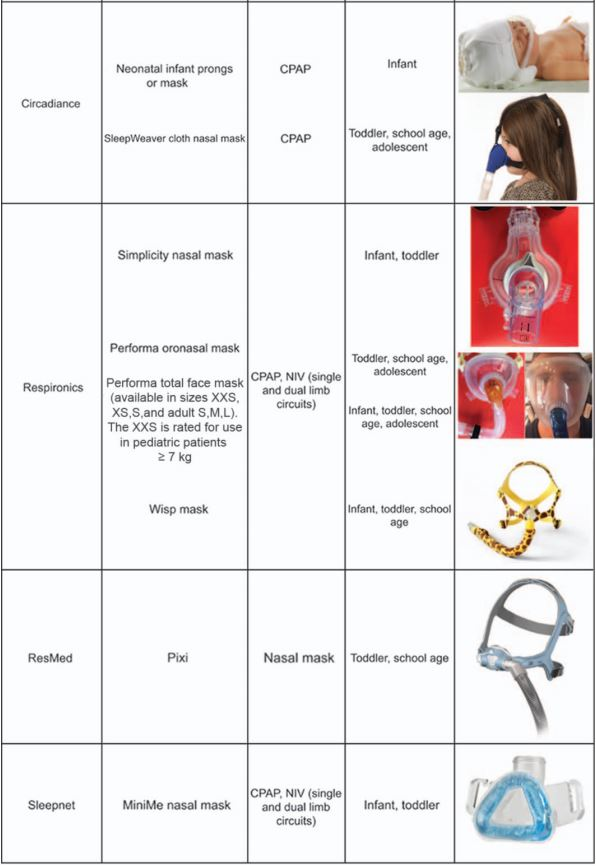 Circadiance
Neonatal infant prongs
or mask
CPAP
Infant
SleepWeaver cloth nasal mask
CPAP
Toddler, school age,
adolescent
Respironics
Simplicity nasal mask
Infant, toddler
Performa oronasal mask
Toddler, school age,
adolescent
Performa total face mask
(available in sizes XXS,
XS,S,and adult S,M,L).
The XXS is rated for use
in pediatric patients
≥ 7 kg
CPAP, NIV (single
and dual limb
circuits)
Infant, toddler, school
age, adolescent
Wisp mask
Infant, toddler, school
age
ResMed
Pixi
Nasal mask
Toddler, school age
Sleepnet
MiniMe nasal mask
CPAP, NIV (single
and dual limb
circuits)
Infant, toddler